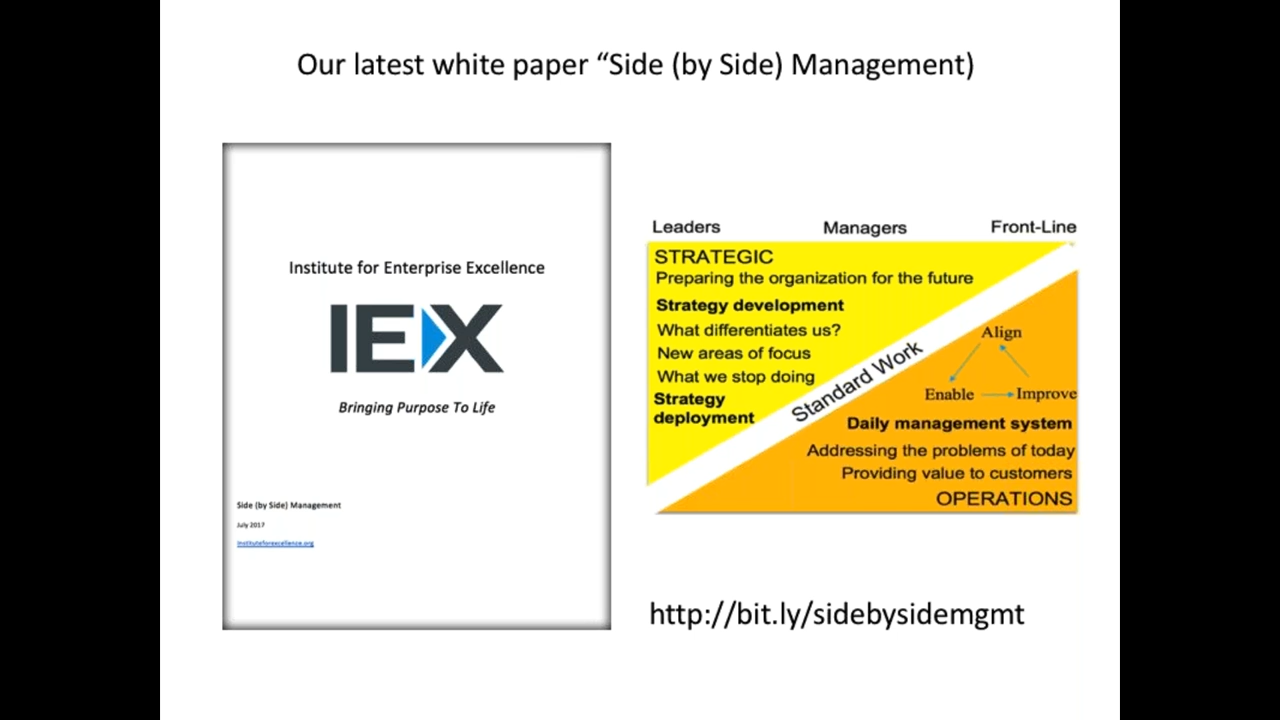 Our latest white paper “Side (by Side) Management)
Institute for Enterprise Excellence
IEX
Bringing Purpose To Life
Side (by Side) Management
July 2017
instituteforexcellence.org
Leaders Managers Front-Line
STRATEGIC
Preparing the organization for the future
Strategy development
What differentiates us?
New areas of focus
What we stop doing
Strategy
deployment
Standard Work
Align
Enable Improve
Daily management system
Addressing the problems of today
Providing value to customers
OPERATIONS
http://bit.ly/sidebysidemgmt